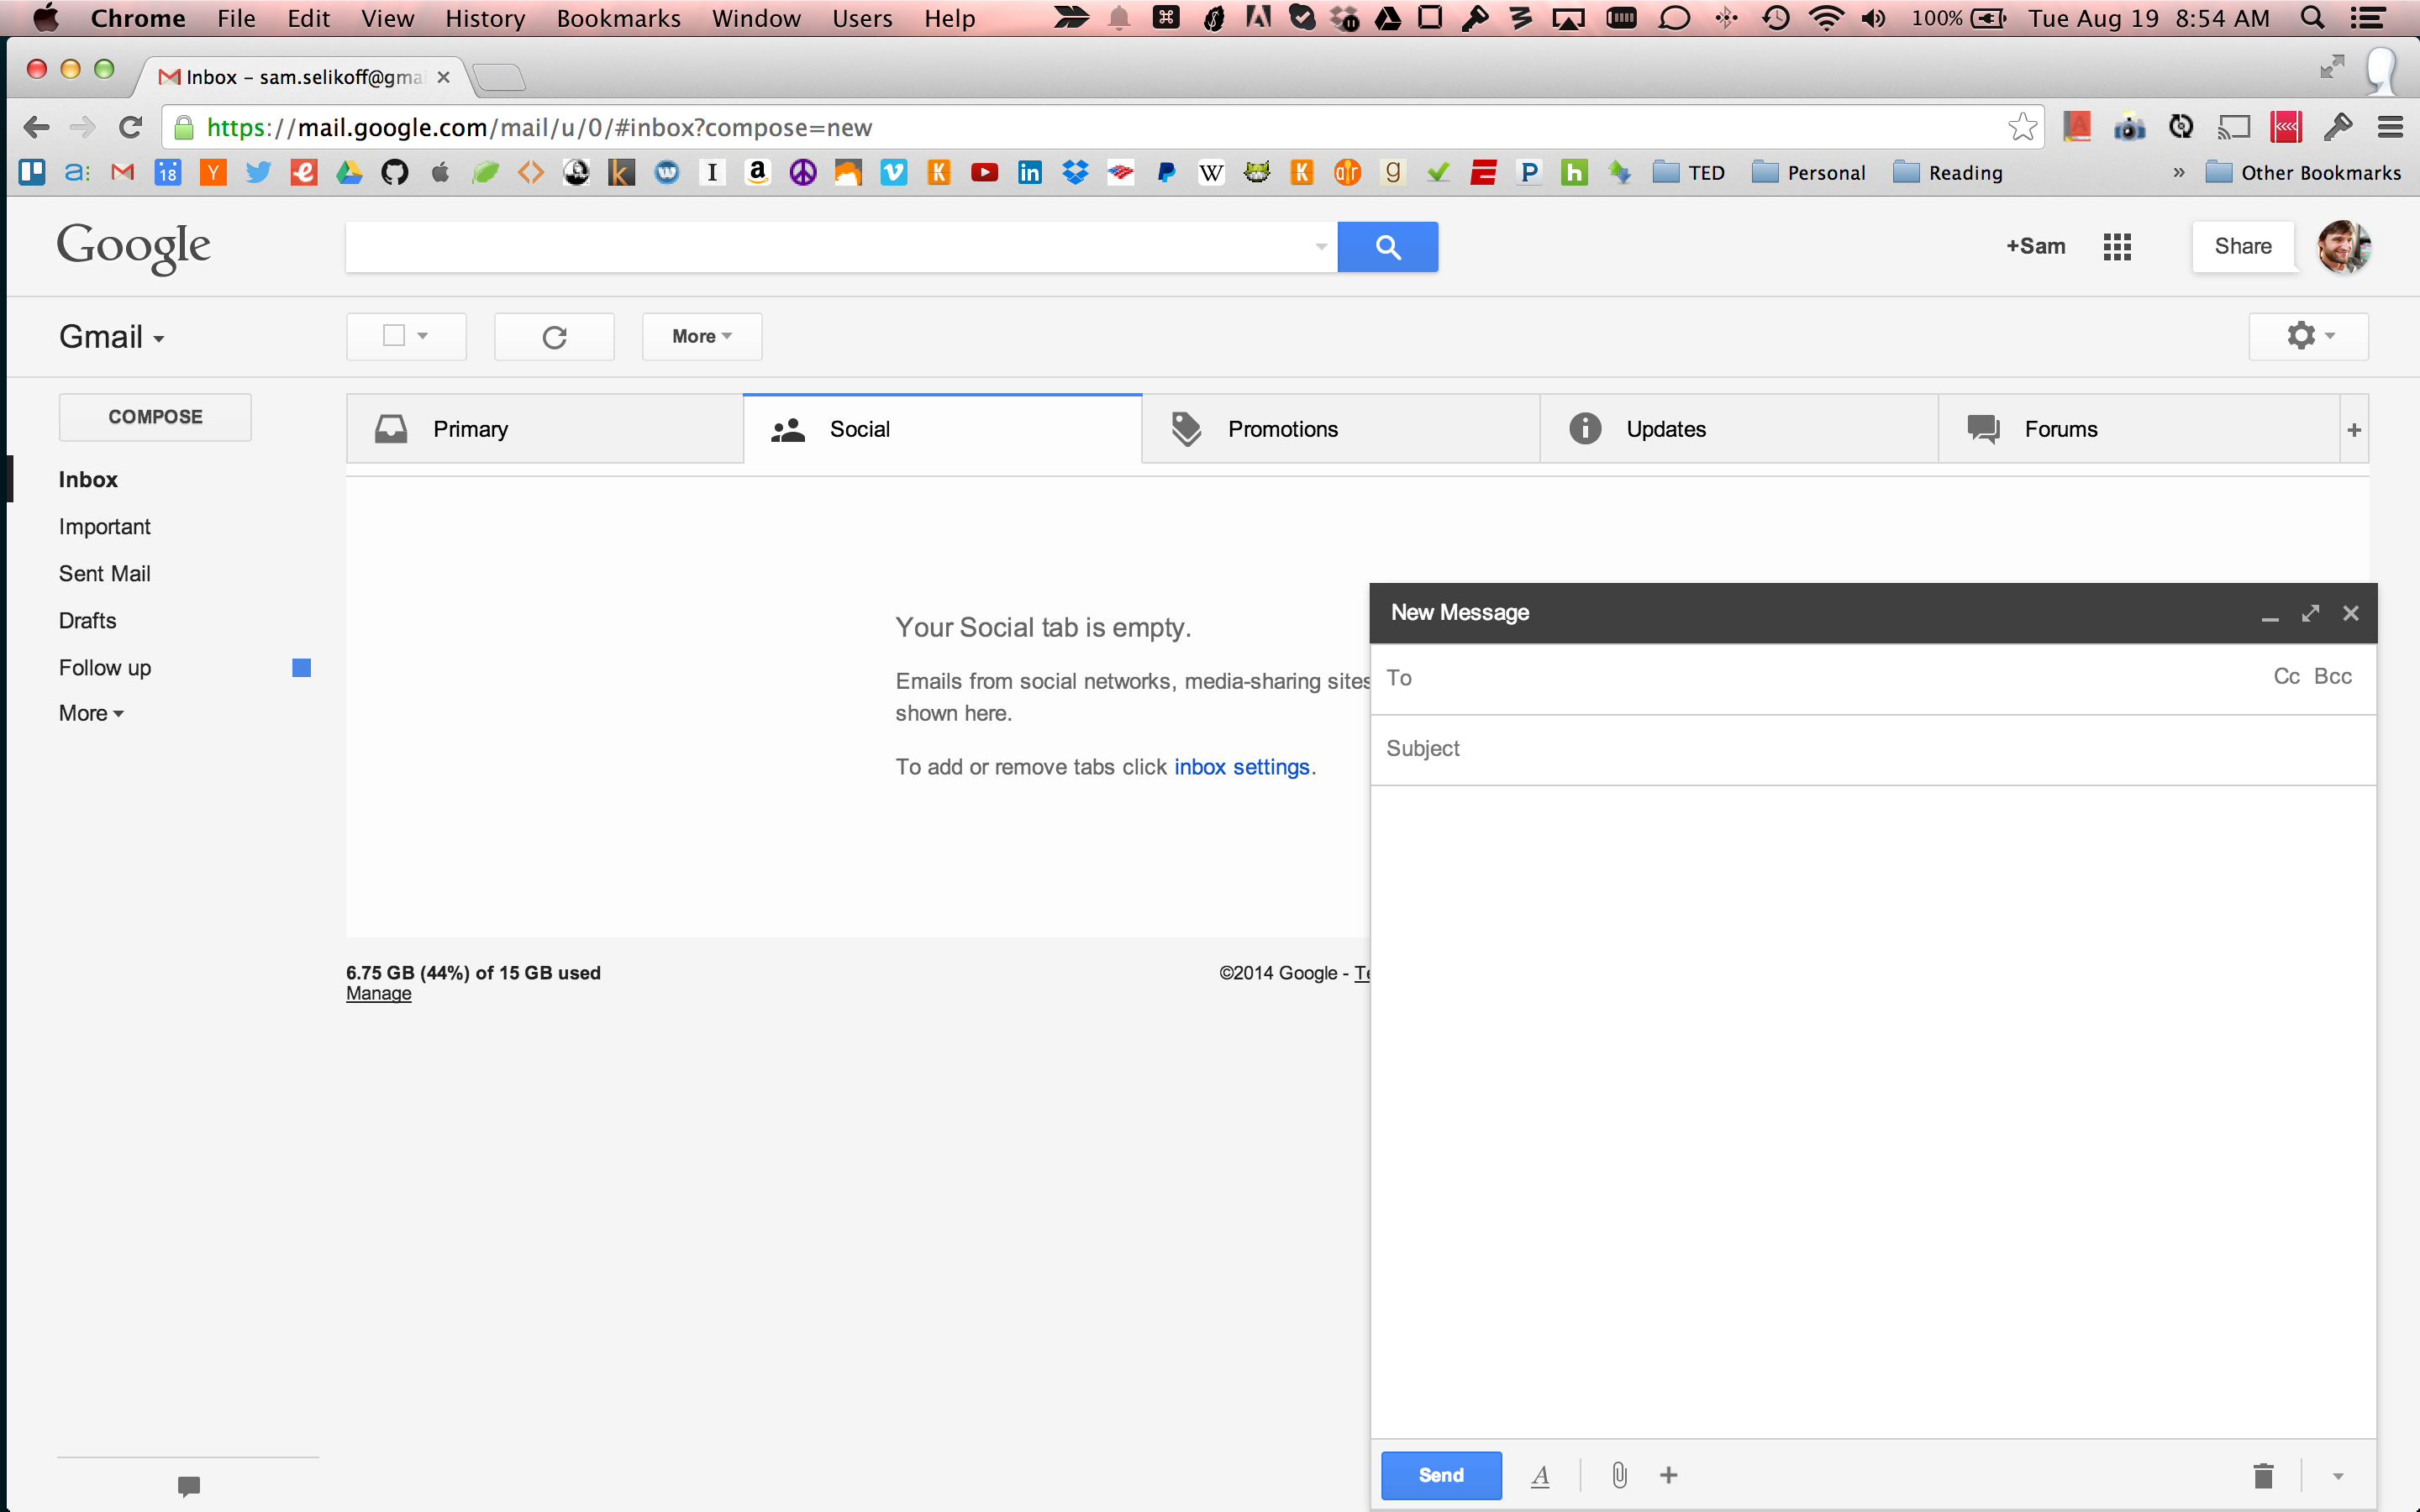 Chrome File Edit View History Bookmarks Window Users Help 100% Tue Aug 19 8:54 AM
Inbox – sam.selikoff@gma
https://mail.google.com/mail/u/0/#inbox?compose=new
TED Personal Reading » Other Bookmarks
Google
+Sam Share
Gmail More
COMPOSE
Primary Social Promotions Updates Forums +
Inbox
Important
Sent Mail
Drafts
Follow up
More
Your Social tab is empty.
Emails from social networks, media-sharing sites
shown here.
To add or remove tabs click inbox settings.
6.75 GB (44%) of 15 GB used
Manage
©2014 Google - Te
New Message
To Cc Bcc
Subject
Send A